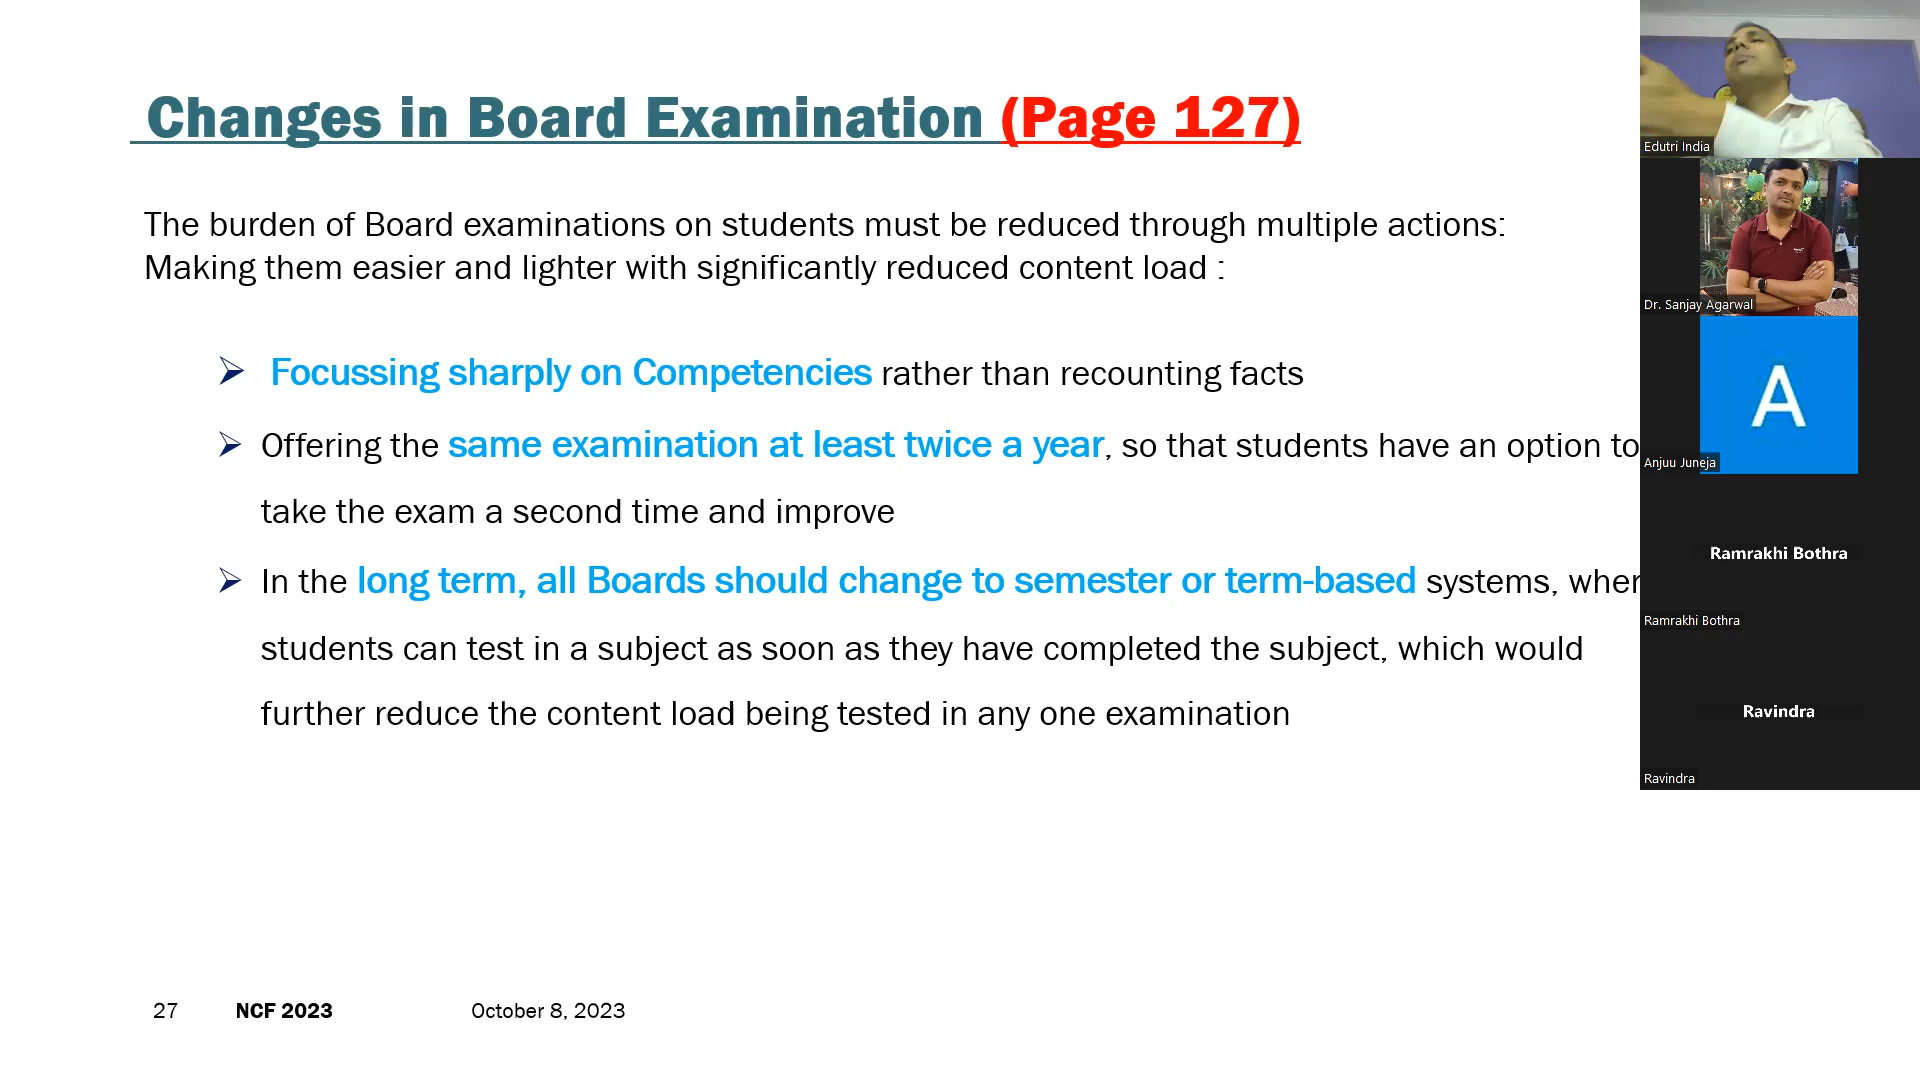 Changes in Board Examination (Page 127)
The burden of Board examinations on students must be reduced through multiple actions:
Making them easier and lighter with significantly reduced content load :
Focussing sharply on Competencies rather than recounting facts
Offering the same examination at least twice a year, so that students have an option to
take the exam a second time and improve
In the long term, all Boards should change to semester or term-based systems, wher
students can test in a subject as soon as they have completed the subject, which would
further reduce the content load being tested in any one examination
27 NCF 2023 October 8, 2023
Edutri India
Dr. Sanjay Agarwal
A
Anjuu Juneja
Ramrakhi Bothra
Ramrakhi Bothra
Ravindra
Ravindra